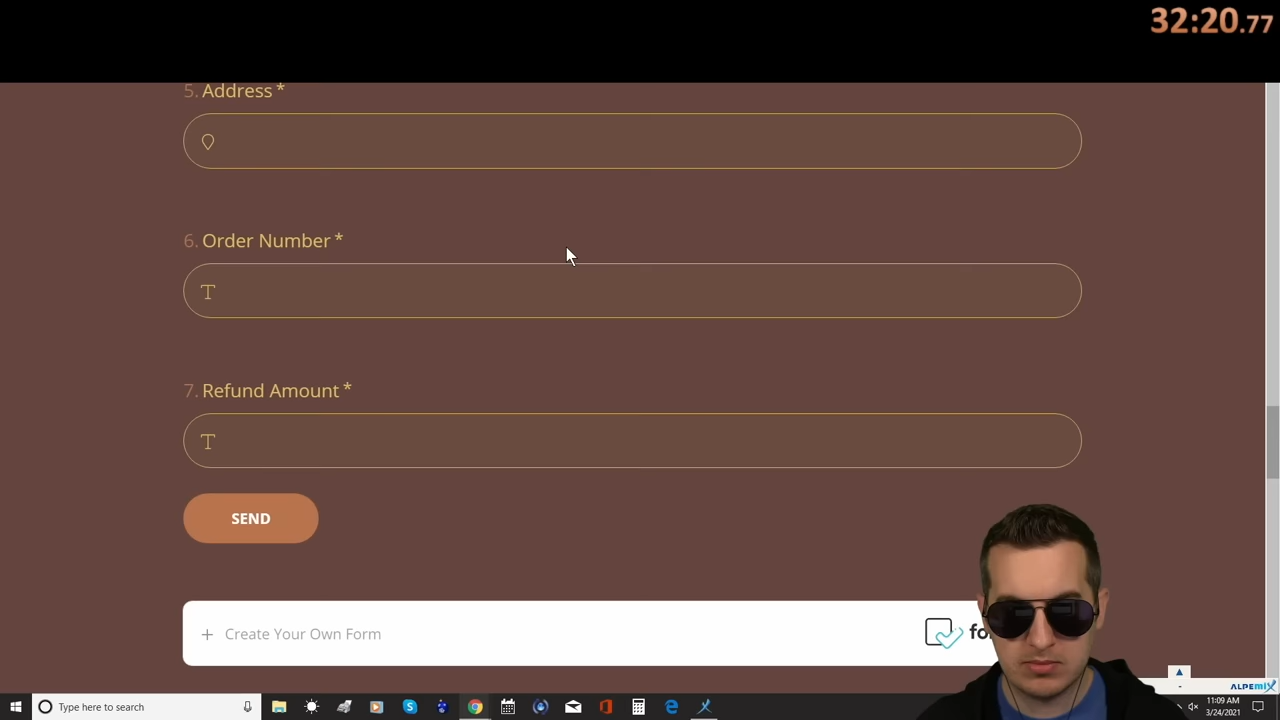 32:20.77
5. Address *
6. Order Number *
7. Refund Amount *
SEND
+ Create Your Own Form
ALPEMIX
Type here to search
11:09 AM
3/24/2021